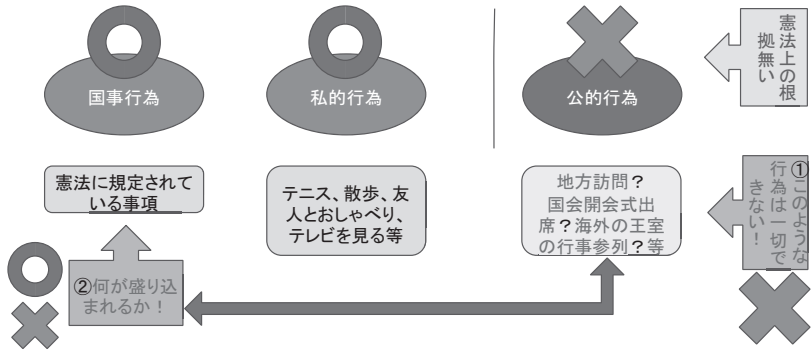 国事行為
私的行為
公的行為
憲法上の根
拠無い
憲法に規定されて
いる事項
テニス、散歩、友
人とおしゃべり、
テレビを見る等
地方訪問?
国会開会式出
席?海外の王室
の行事参列?等
①このような
行為は一切で
きない!
②何が盛り込
まれるか!